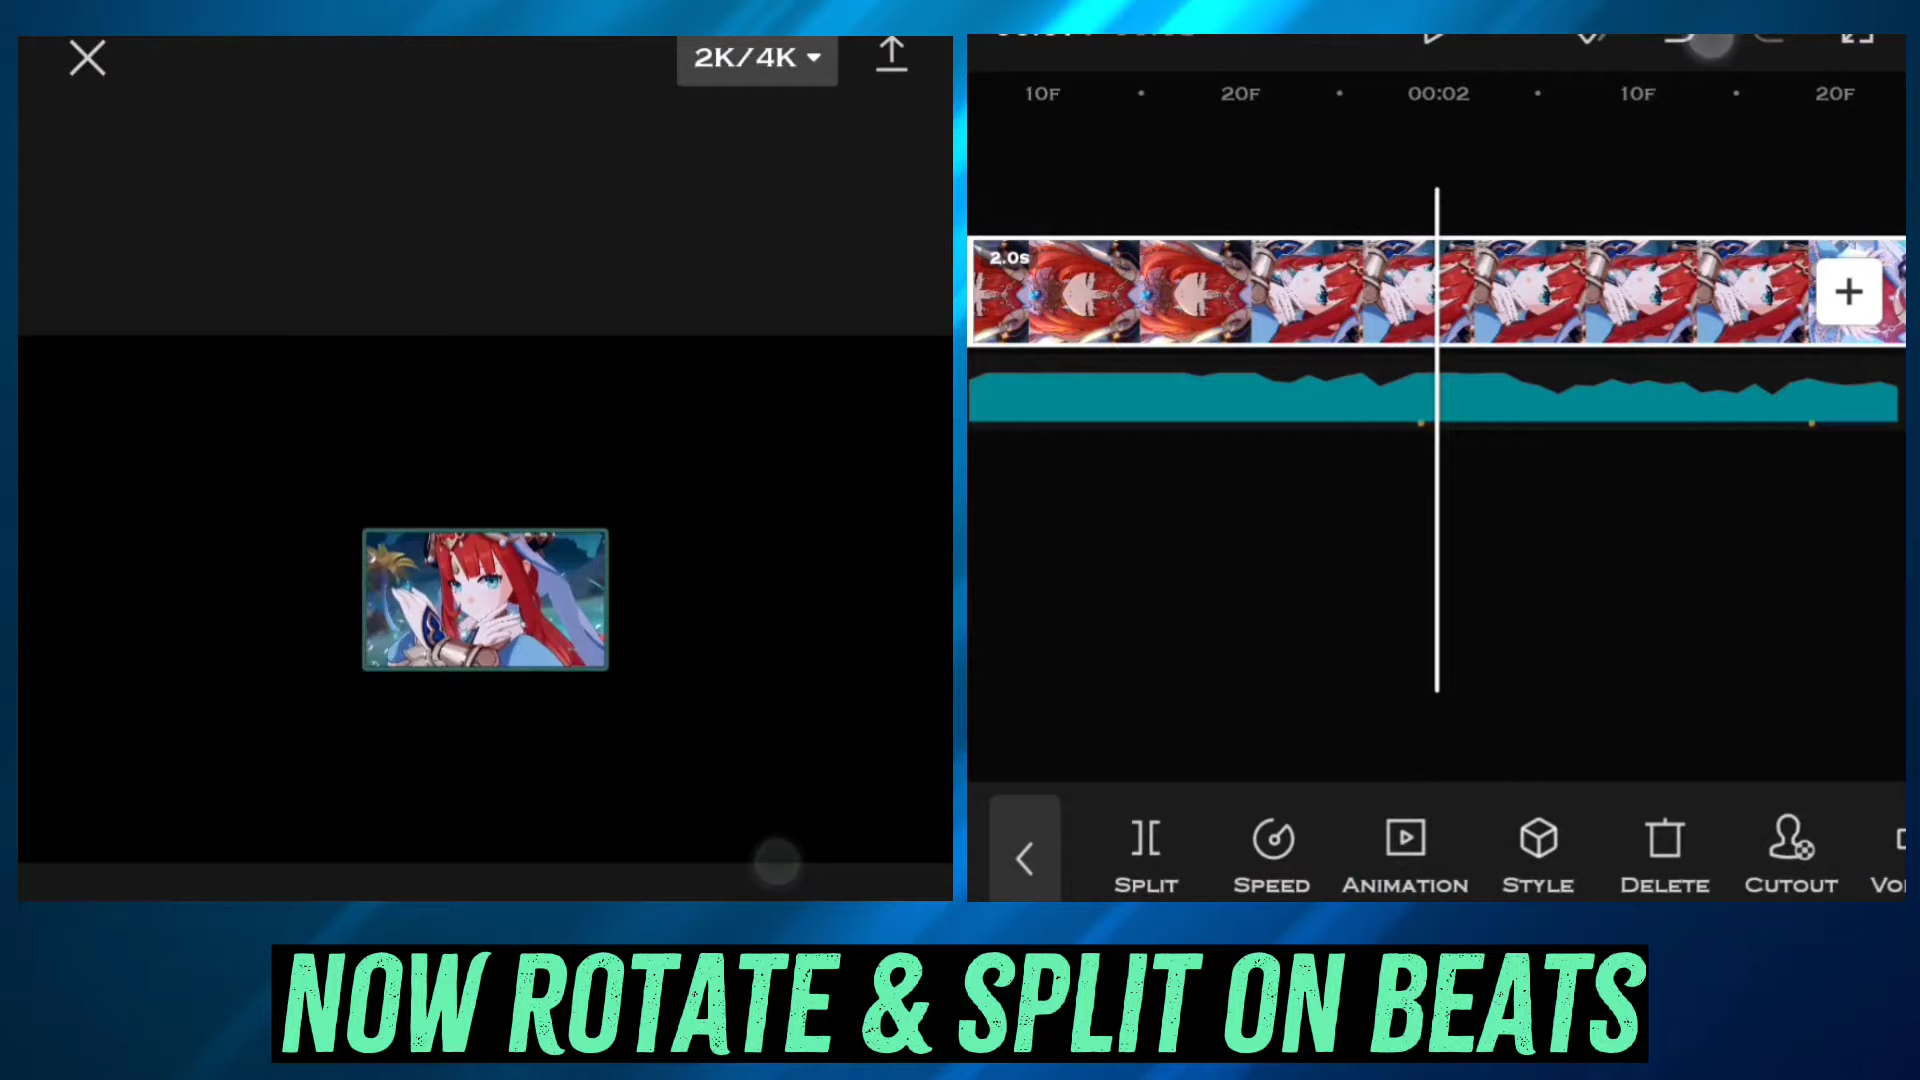 2K/4K
10F 20F 00:02 10F 20F
2.0s
SPLIT SPEED ANIMATION STYLE DELETE CUTOUT
NOW ROTATE & SPLIT ON BEATS